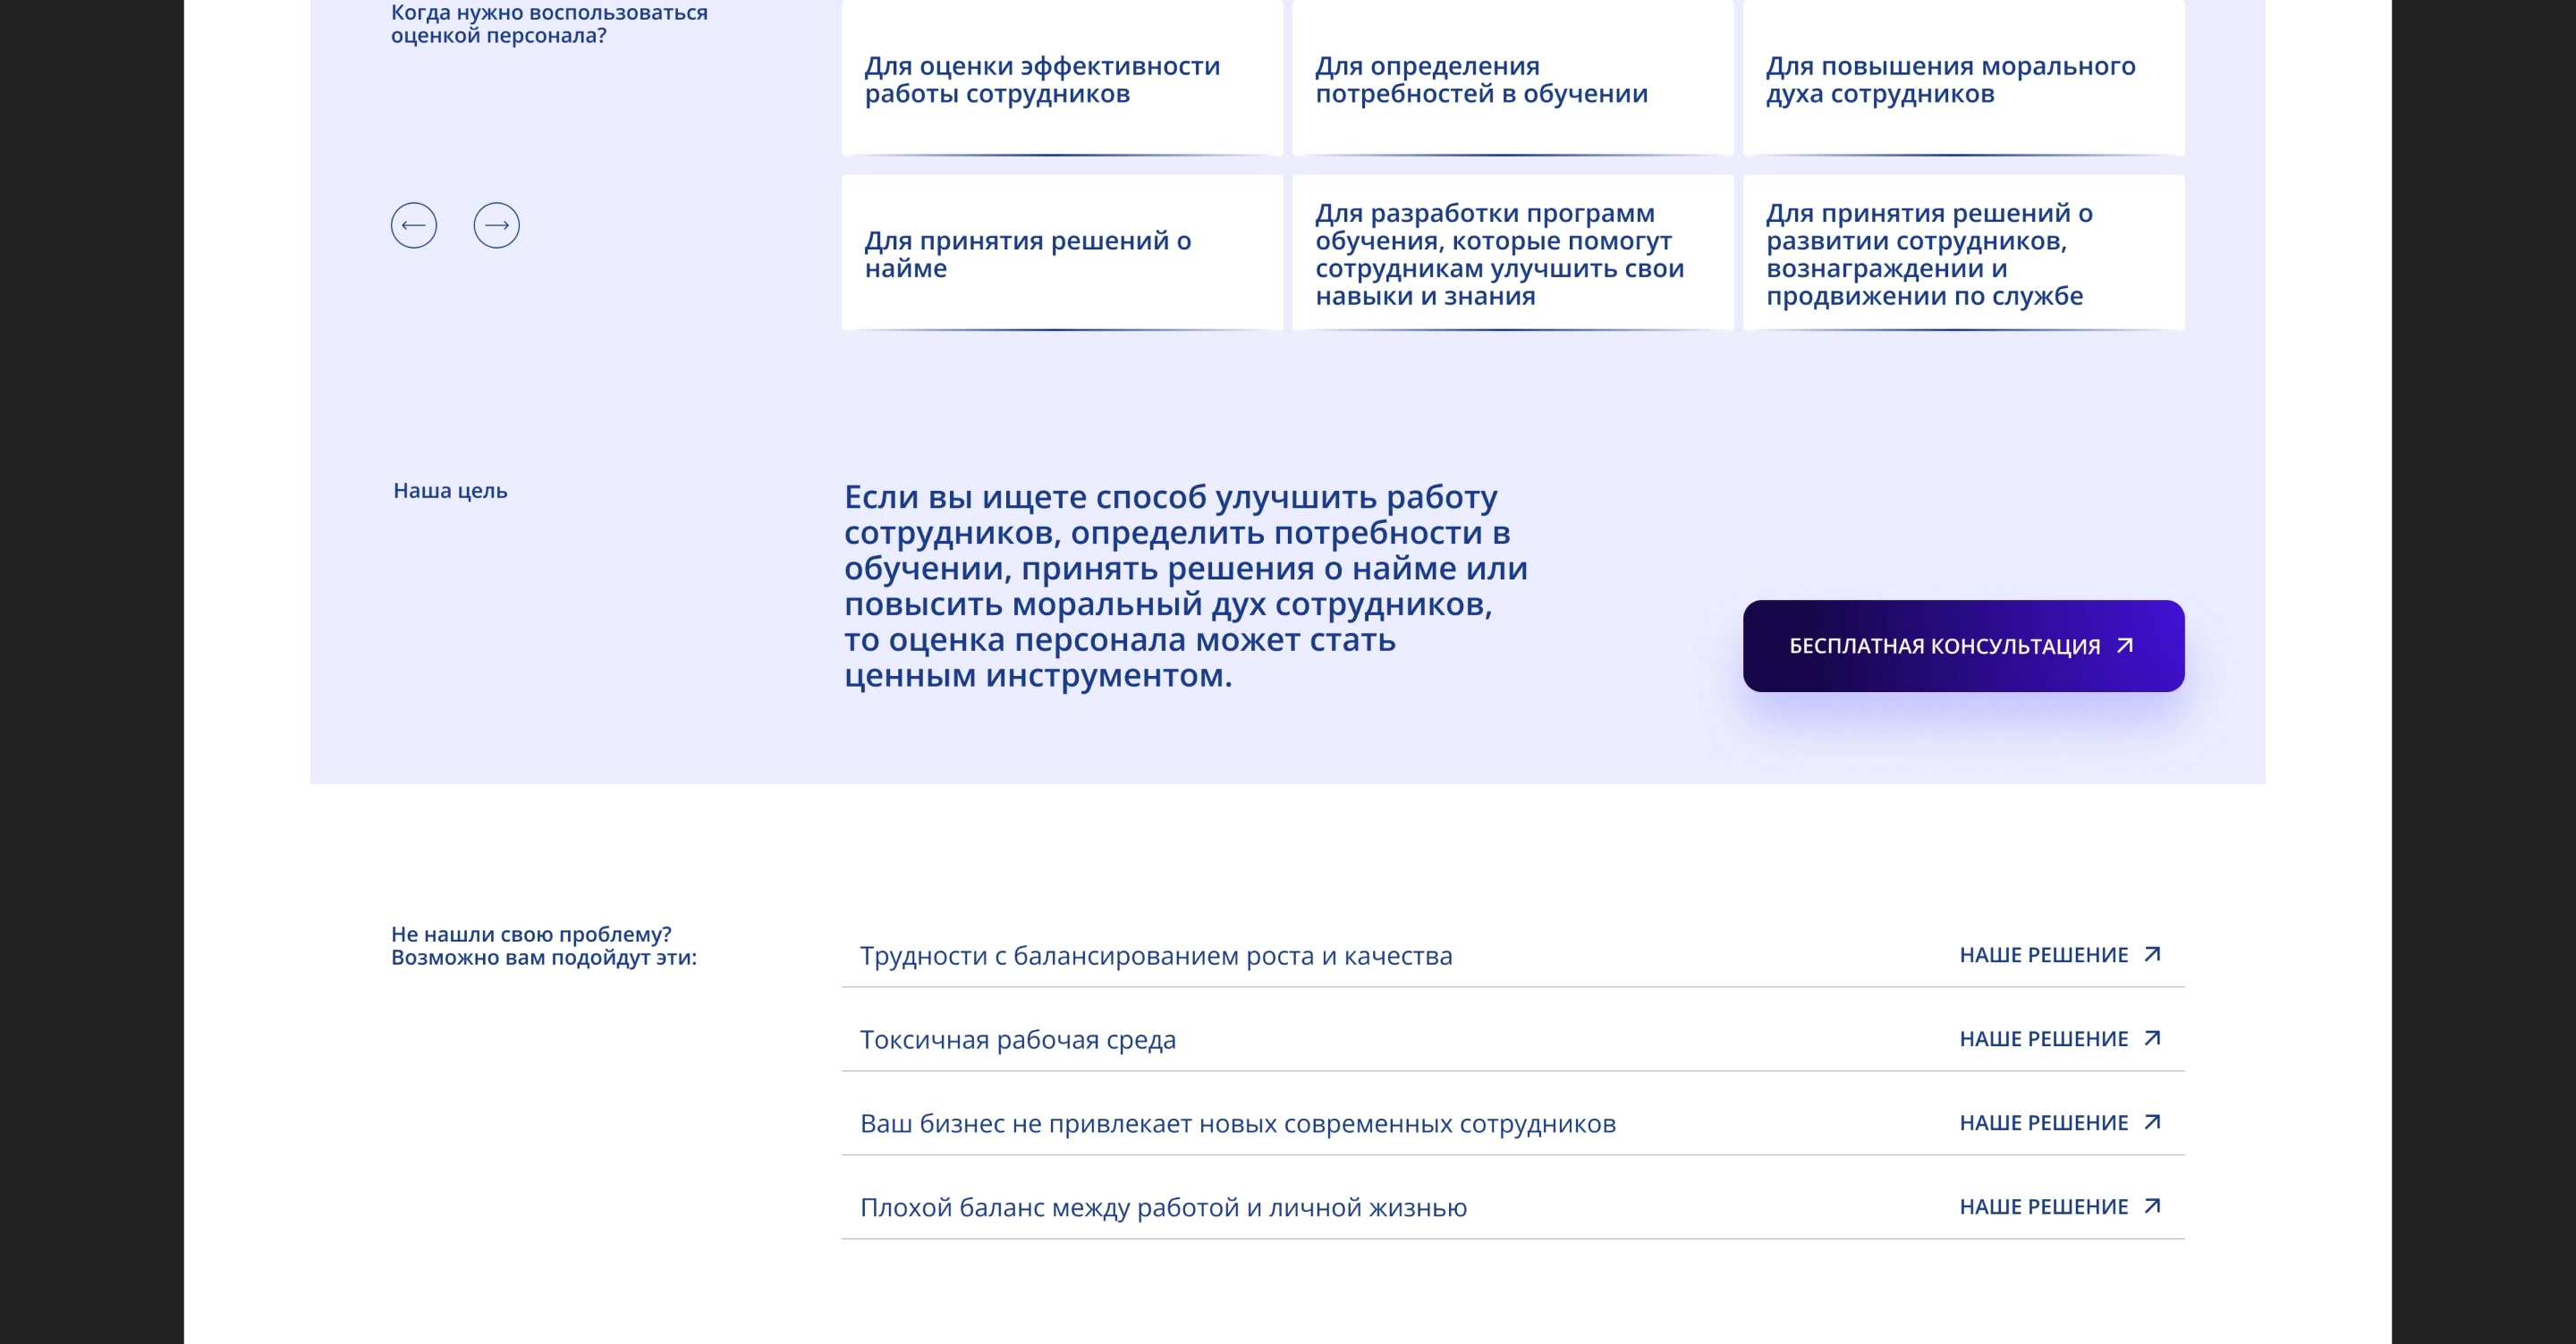 Когда нужно воспользоваться
оценкой персонала?
Для оценки эффективности
работы сотрудников
Для определения
потребностей в обучении
Для повышения морального
духа сотрудников
Для принятия решений о
найме
Для разработки программ
обучения, которые помогут
сотрудникам улучшить свои
навыки и знания
Для принятия решений о
развитии сотрудников,
вознаграждении и
продвижении по службе
Наша цель
Если вы ищете способ улучшить работу
сотрудников, определить потребности в
обучении, принять решения о найме или
повысить моральный дух сотрудников,
то оценка персонала может стать
ценным инструментом.
БЕСПЛАТНАЯ КОНСУЛЬТАЦИЯ
Не нашли свою проблему?
Возможно вам подойдут эти:
Трудности с балансированием роста и качества
НАШЕ РЕШЕНИЕ
Токсичная рабочая среда
НАШЕ РЕШЕНИЕ
Ваш бизнес не привлекает новых современных сотрудников
НАШЕ РЕШЕНИЕ
Плохой баланс между работой и личной жизнью
НАШЕ РЕШЕНИЕ